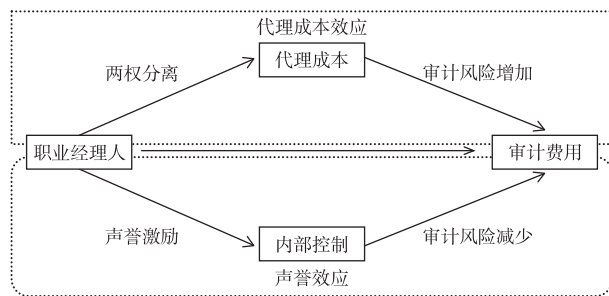 代理成本效应
代理成本
两权分离
审计风险增加
职业经理人
审计费用
声誉激励
内部控制
审计风险减少
声誉效应